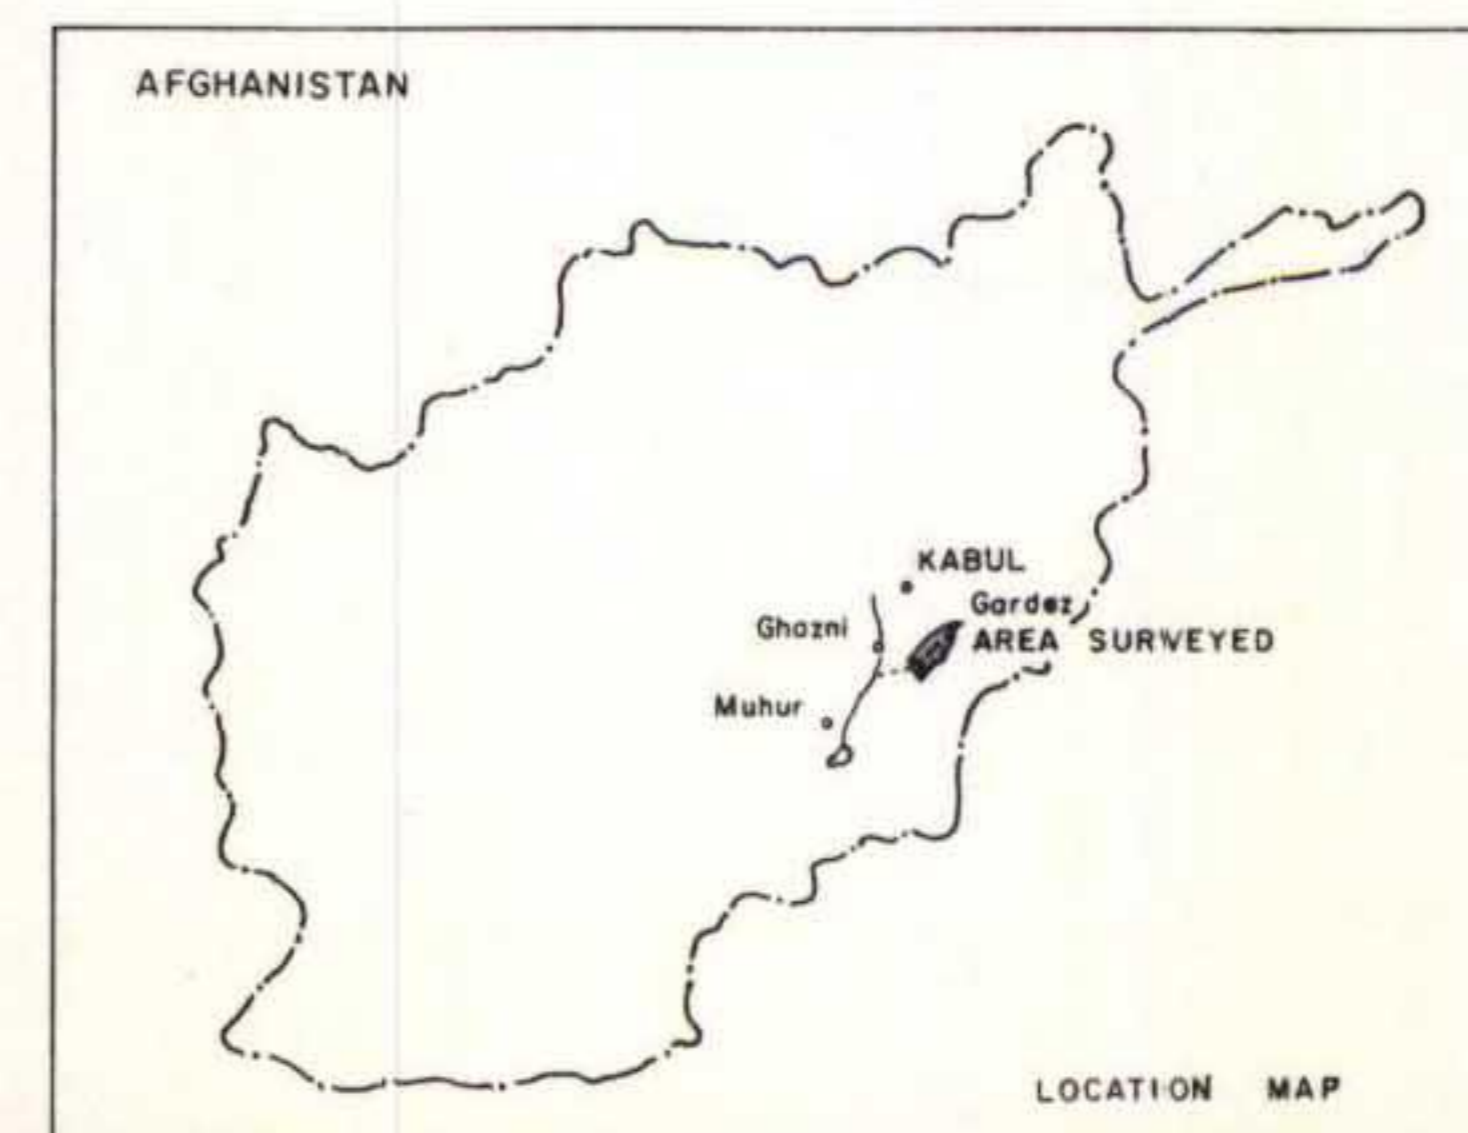 AFGHANISTAN
KABUL
Gardez
Ghazni
AREA SURVEYED
Muhur
LOCATION MAP